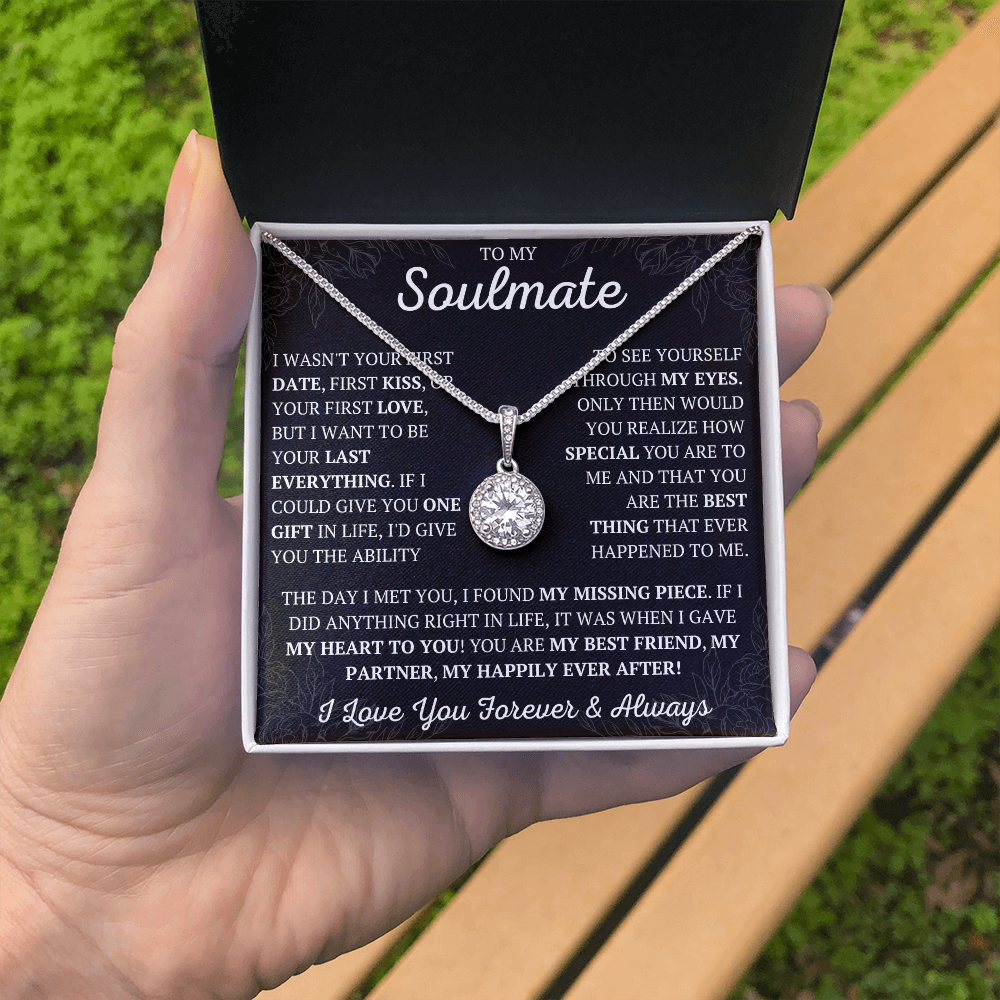 TO MY
Soulmate
I WASN'T YOUR FIRST
DATE, FIRST KISS, OR
YOUR FIRST LOVE,
BUT I WANT TO BE
YOUR LAST
EVERYTHING. IF I
COULD GIVE YOU ONE
GIFT IN LIFE, I'D GIVE
YOU THE ABILITY
TO SEE YOURSELF
THROUGH MY EYES.
ONLY THEN WOULD
YOU REALIZE HOW
SPECIAL YOU ARE TO
ME AND THAT YOU
ARE THE BEST
THING THAT EVER
HAPPENED TO ME.
THE DAY I MET YOU, I FOUND MY MISSING PIECE. IF I
DID ANYTHING RIGHT IN LIFE, IT WAS WHEN I GAVE
MY HEART TO YOU! YOU ARE MY BEST FRIEND, MY
PARTNER, MY HAPPILY EVER AFTER!
I Love You Forever & Always